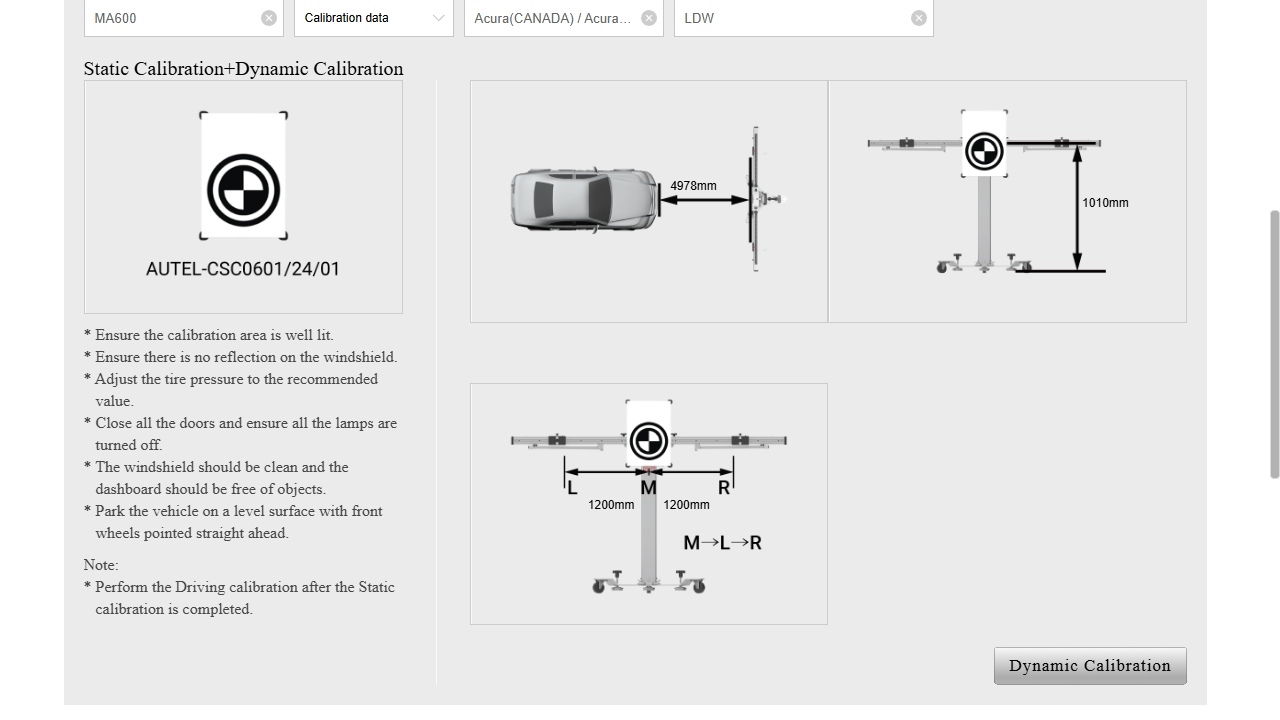 MA600
Calibration data
Acura(CANADA) / Acura...
LDW
Static Calibration+Dynamic Calibration
AUTEL-CSC0601/24/01
* Ensure the calibration area is well lit.
* Ensure there is no reflection on the windshield.
* Adjust the tire pressure to the recommended
value.
* Close all the doors and ensure all the lamps are
turned off.
* The windshield should be clean and the
dashboard should be free of objects.
* Park the vehicle on a level surface with front
wheels pointed straight ahead.
Note:
* Perform the Driving calibration after the Static
calibration is completed.
4978mm
1010mm
L M R
1200mm 1200mm
M→L→R
Dynamic Calibration